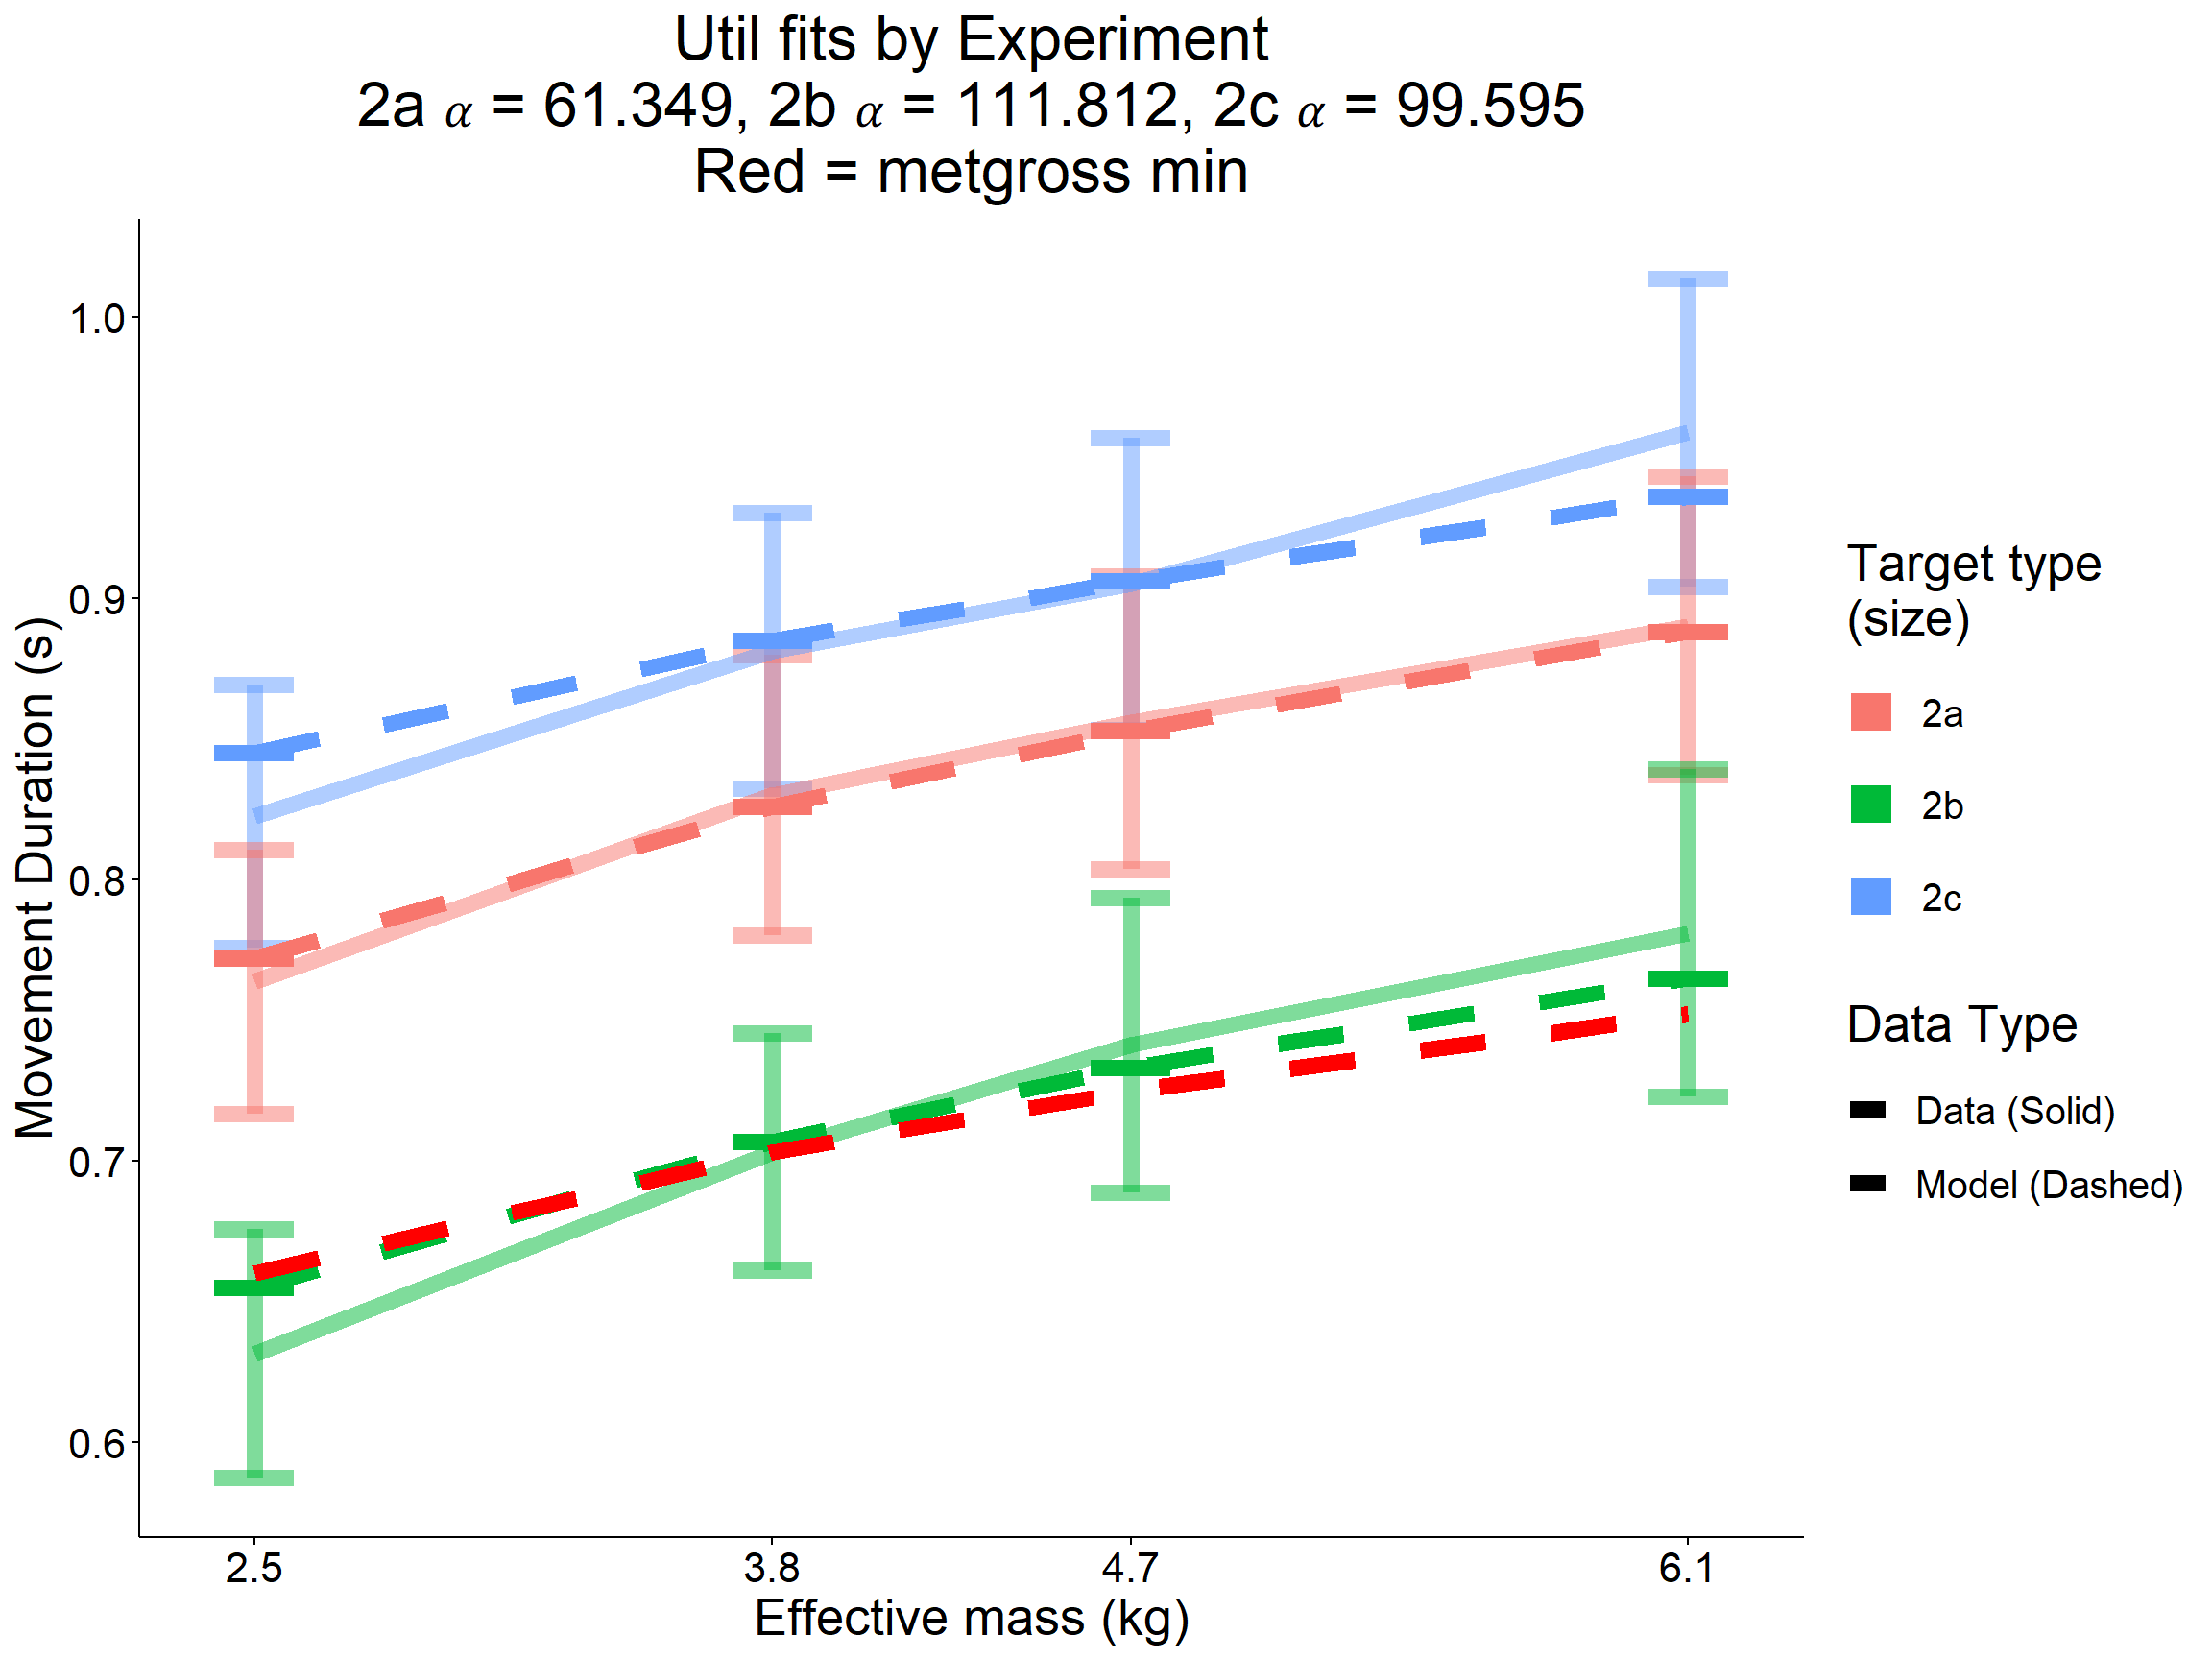 Util fits by Experiment
2a α = 61.349, 2b α = 111.812, 2c α = 99.595
Red = metgross min
Movement Duration (s)
1.0
0.9
0.8
0.7
0.6
2.5 3.8 4.7 6.1
Effective mass (kg)
Target type
(size)
2a
2b
2c
Data Type
Data (Solid)
Model (Dashed)